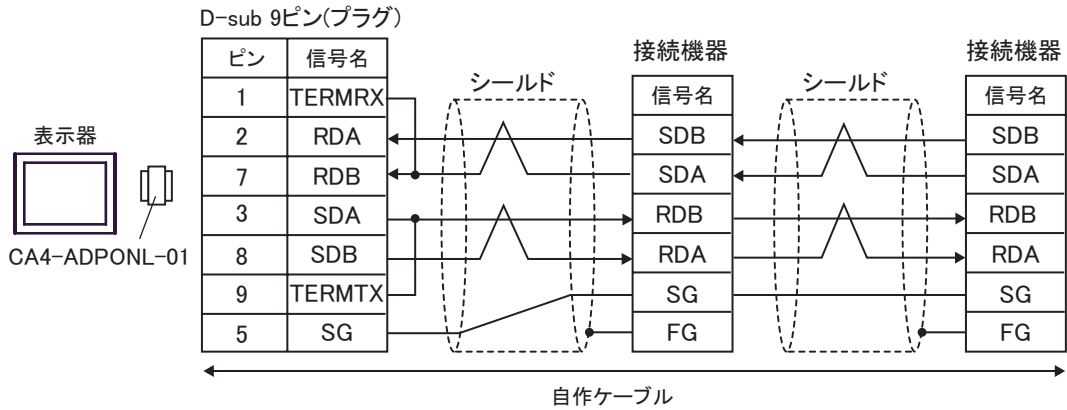 D-sub 9ピン(プラグ)
ピン 信号名
1 TERMRX
2 RDA
7 RDB
3 SDA
8 SDB
9 TERMTX
5 SG
表示器
CA4-ADPONL-01
シールド
接続機器
信号名
SDB
SDA
RDB
RDA
SG
FG
シールド
接続機器
信号名
SDB
SDA
RDB
RDA
SG
FG
自作ケーブル